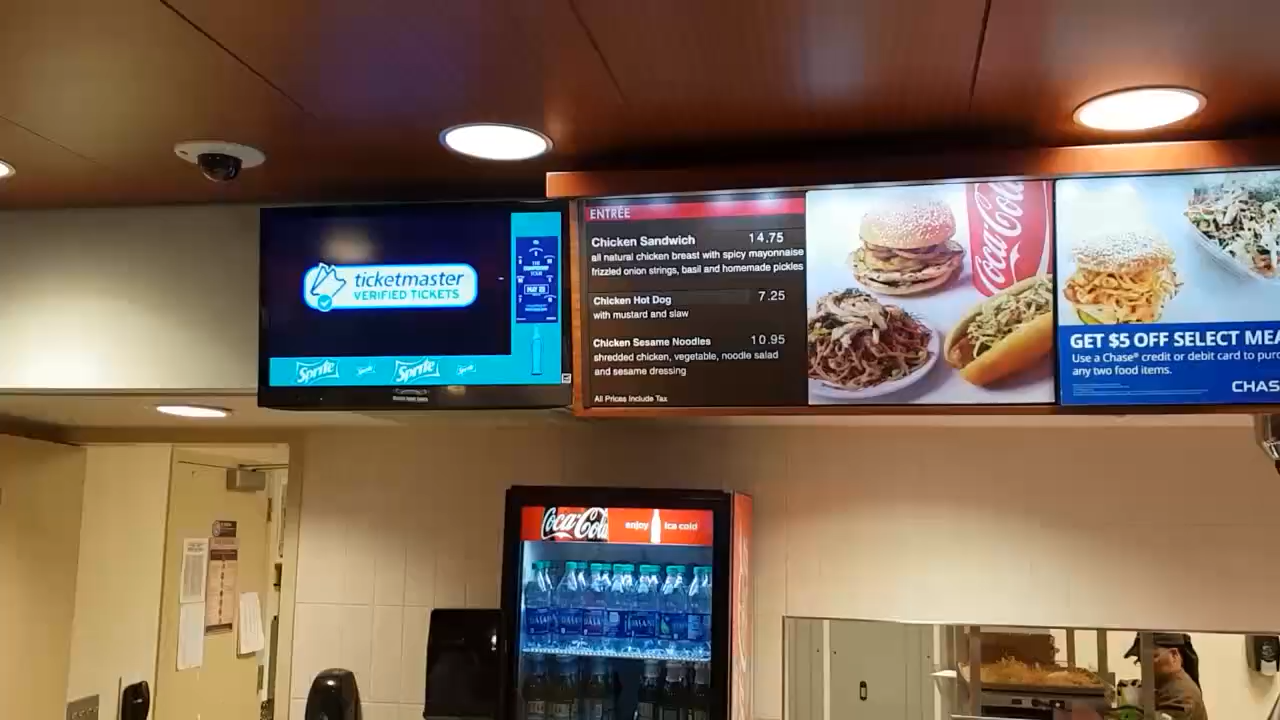 ticketmaster
VERIFIED TICKETS
Sprite Sprite Sprite Sprite
ENTRÉE
Chicken Sandwich 14.75
all natural chicken breast with spicy mayonnaise
frizzled onion strings, basil and homemade pickles
Chicken Hot Dog 7.25
with mustard and slaw
Chicken Sesame Noodles 10.95
shredded chicken, vegetable, noodle salad
and sesame dressing
All Prices Include Tax
Coca-Cola
GET $5 OFF SELECT MEA
Use a Chase® credit or debit card to purc
any two food items.
CHAS
Coca-Cola enjoy ice cold
DASANI